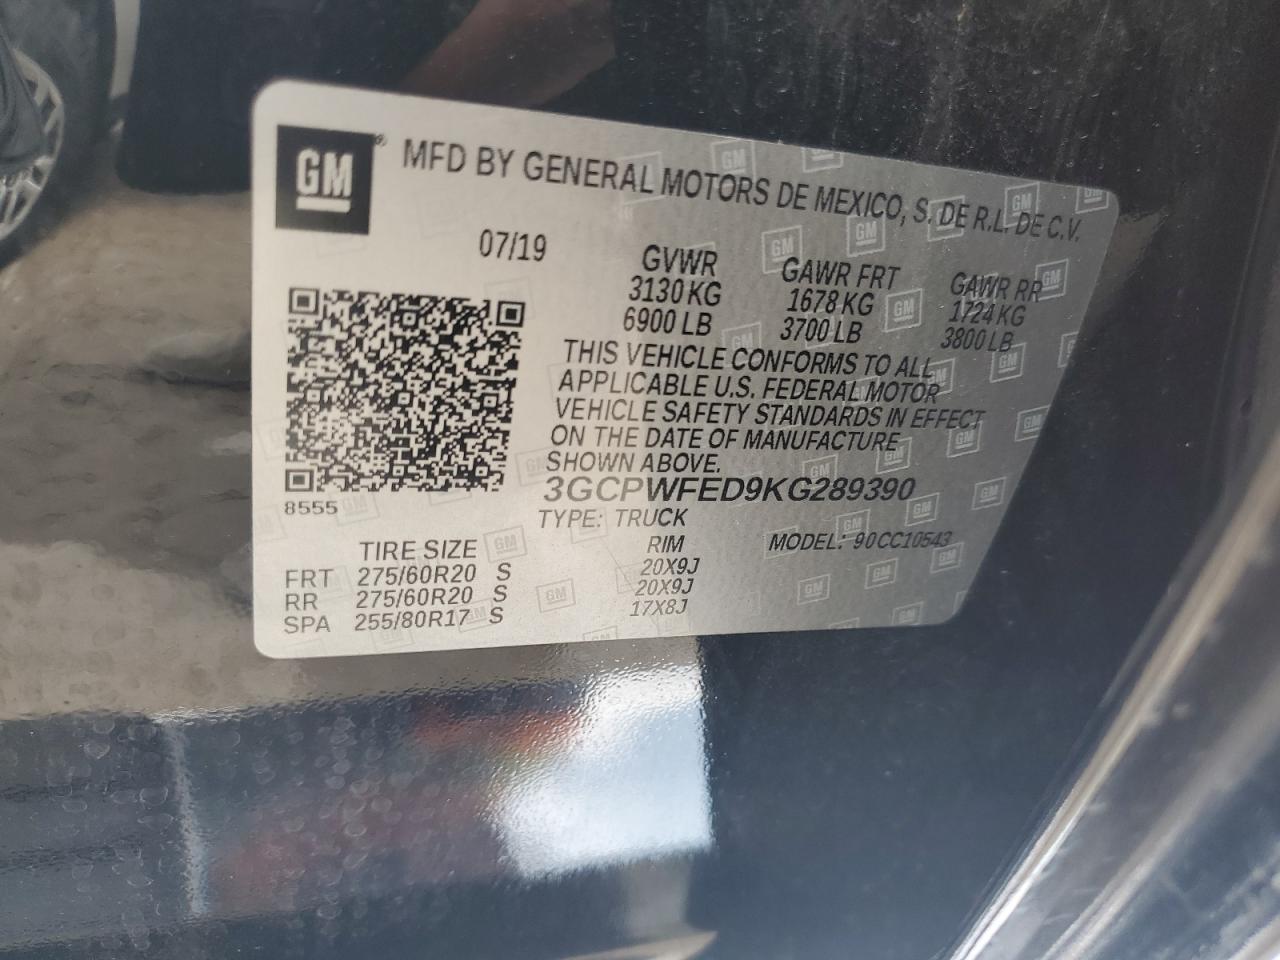 GM
MFD BY GENERAL MOTORS DE MEXICO, S. DE R.L. DE C.V.
07/19
GVWR GAWR FRT GAWR RR
3130 KG 1678 KG 1724 KG
6900 LB 3700 LB 3800 LB
THIS VEHICLE CONFORMS TO ALL
APPLICABLE U.S. FEDERAL MOTOR
VEHICLE SAFETY STANDARDS IN EFFECT
ON THE DATE OF MANUFACTURE
SHOWN ABOVE.
3GCPWFED9KG289390
8555
TYPE: TRUCK
TIRE SIZE RIM MODEL: 90CC10543
FRT 275/60R20 S 20X9J
RR 275/60R20 S 20X9J
SPA 255/80R17 S 17X8J